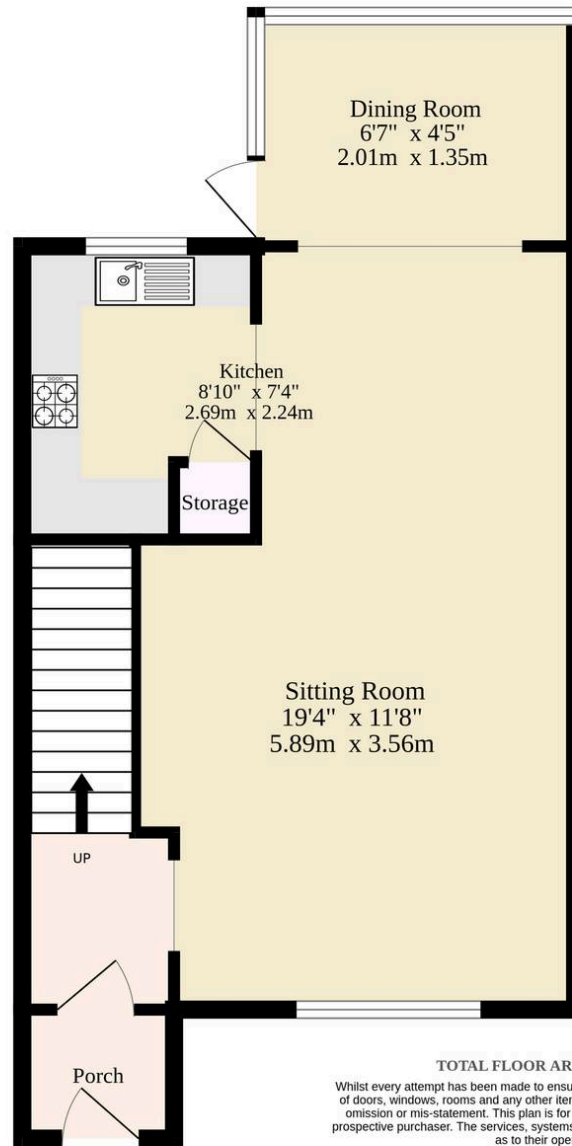 Dining Room
6'7" x 4'5"
2.01m x 1.35m
Kitchen
8'10" x 7'4"
2.69m x 2.24m
Storage
Sitting Room
19'4" x 11'8"
5.89m x 3.56m
UP
Porch
TOTAL FLOOR AR
Whilst every attempt has been made to ensu
of doors, windows, rooms and any other iter
omission or mis-statement. This plan is for
prospective purchaser. The services, systems
as to their ope